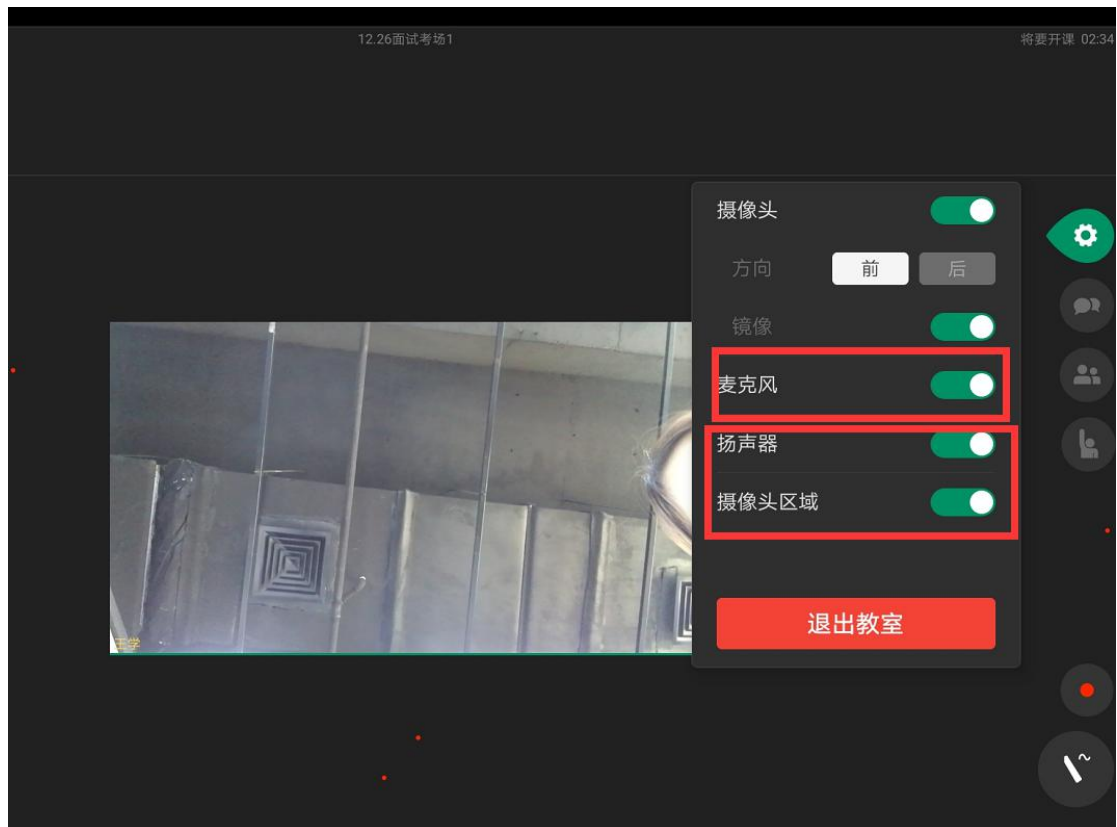 12.26面试考场1
将要开课 02:34
摄像头
方向 前 后
镜像
麦克风
扬声器
摄像头区域
退出教室
王学